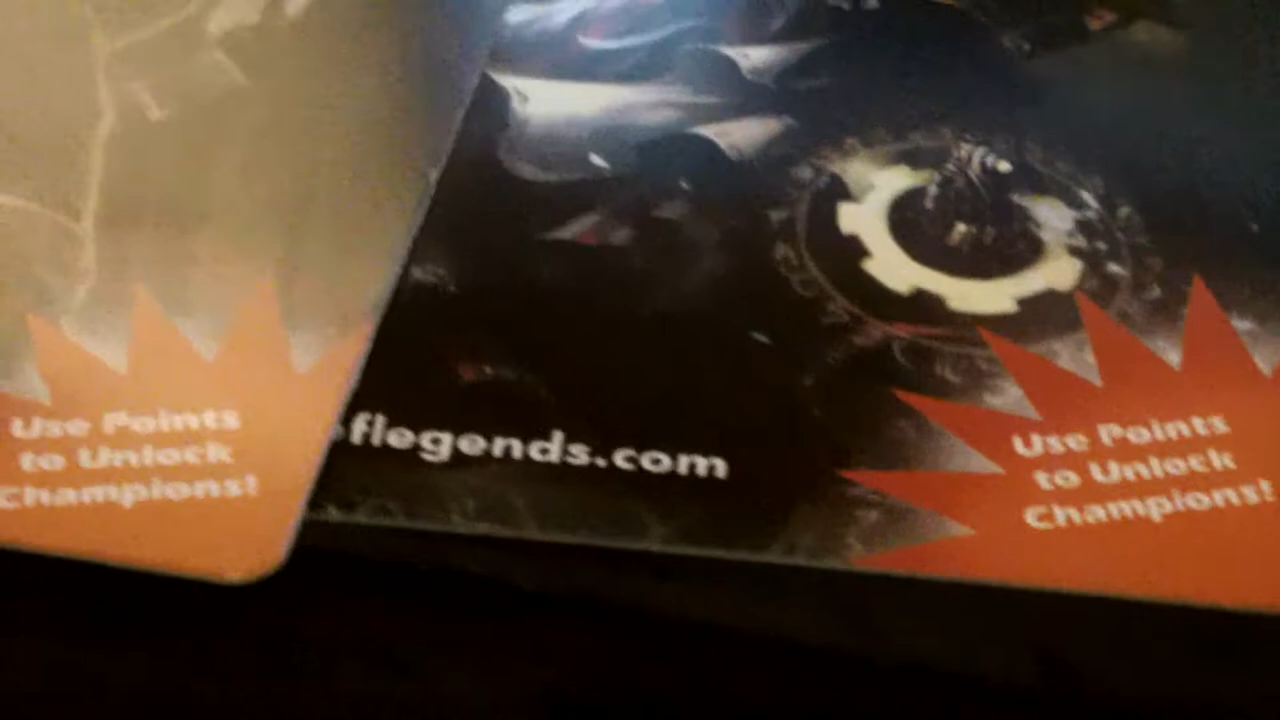 Use Points
to Unlock
Champions!
flegends.com
Use Points
to Unlock
Champions!